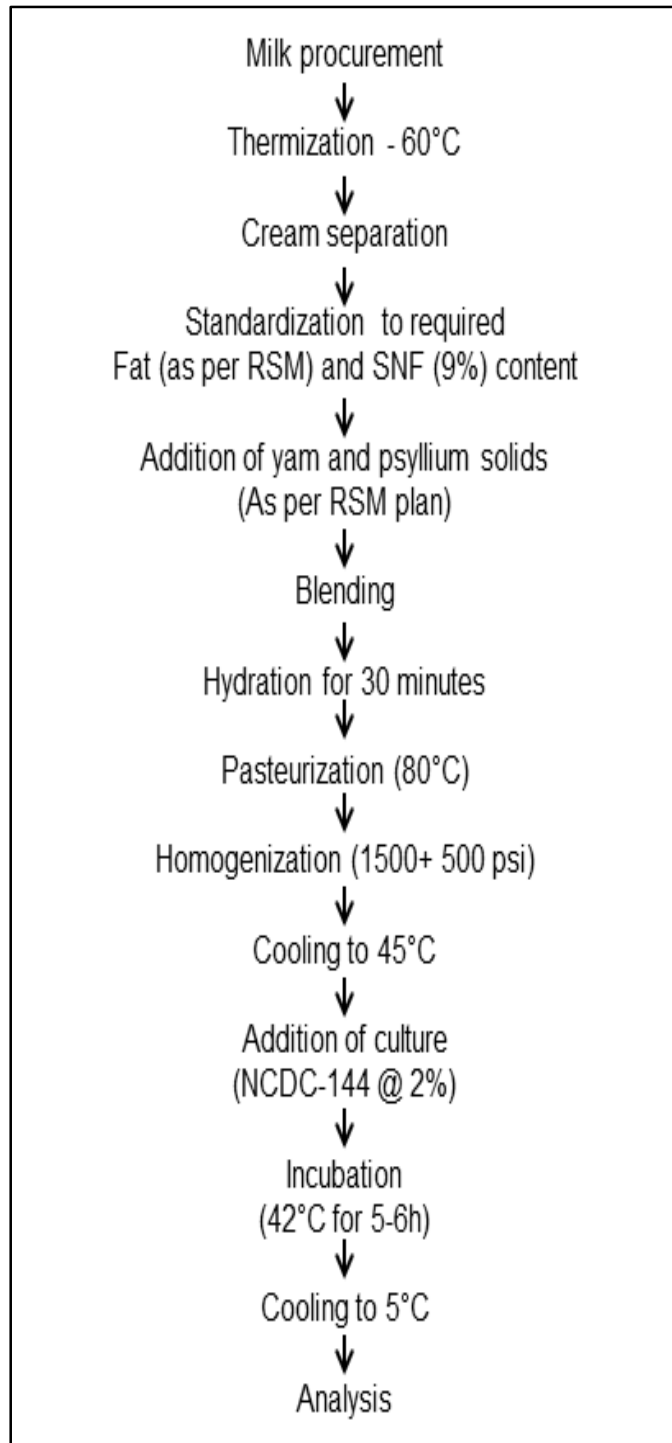 Milk procurement
Thermization - 60°C
Cream separation
Standardization to required
Fat (as per RSM) and SNF (9%) content
Addition of yam and psyllium solids
(As per RSM plan)
Blending
Hydration for 30 minutes
Pasteurization (80°C)
Homogenization (1500+ 500 psi)
Cooling to 45°C
Addition of culture
(NCDC-144 @ 2%)
Incubation
(42°C for 5-6h)
Cooling to 5°C
Analysis